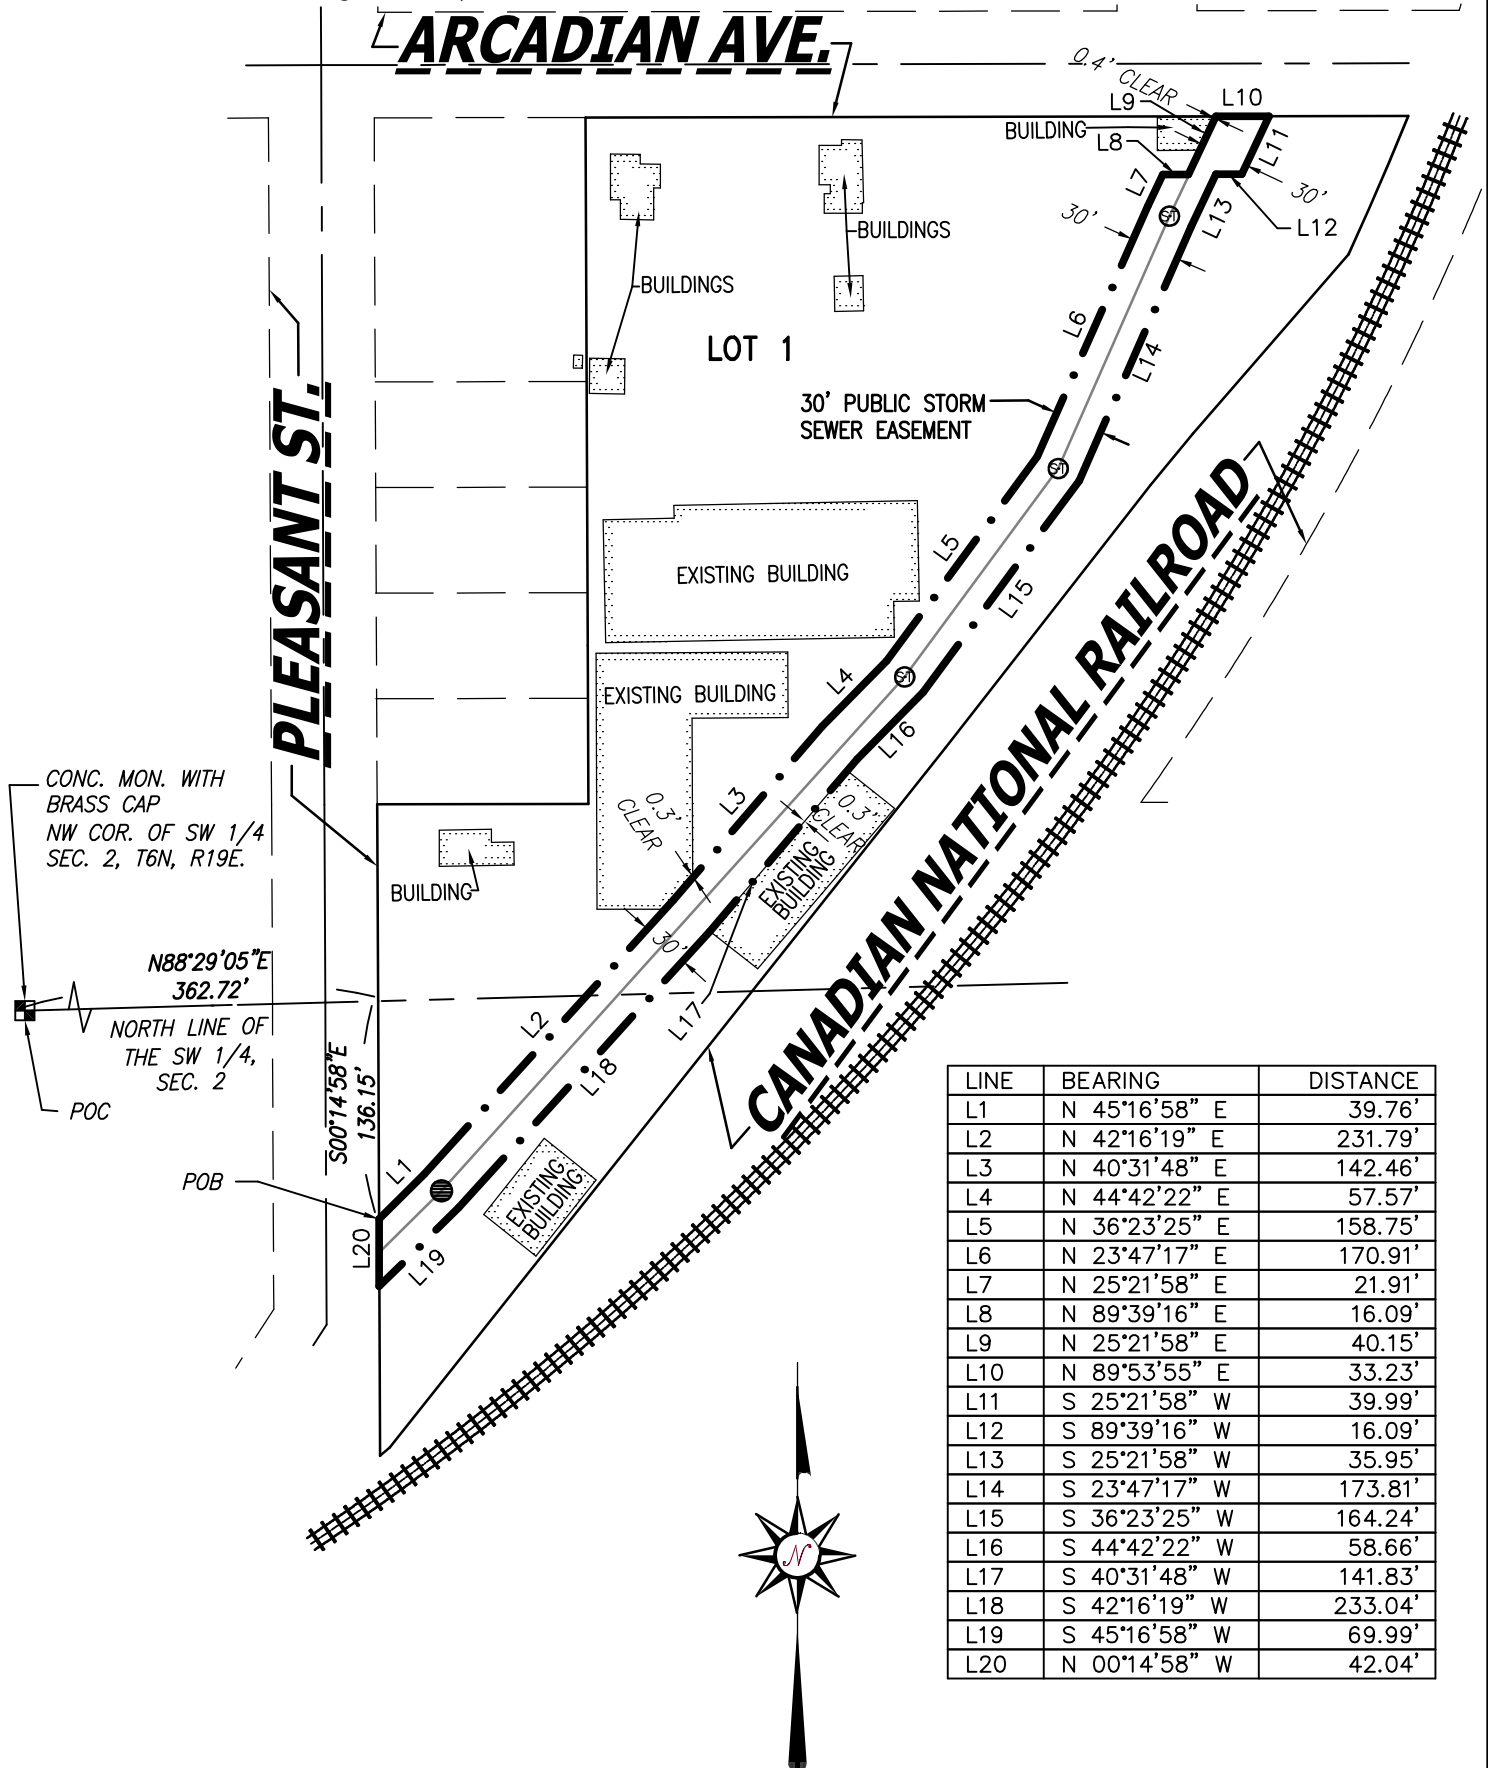 ARCADIAN AVE.
0.4' CLEAR
L9
L10
BUILDING
L8
L11
L7
30'
30'
L13
L12
ST
BUILDINGS
BUILDINGS
L6
LOT 1
L14
30' PUBLIC STORM
SEWER EASEMENT
PLEASANT ST.
ST
CANADIAN NATIONAL RAILROAD
L5
EXISTING BUILDING
L15
EXISTING BUILDING
L4
ST
L16
CONC. MON. WITH
BRASS CAP
NW COR. OF SW 1/4
SEC. 2, T6N, R19E.
0.3'
CLEAR
L3
0.3'
CLEAR
EXISTING
BUILDING
BUILDING
30'
N88°29'05"E
362.72'
NORTH LINE OF
THE SW 1/4,
SEC. 2
L2
L17
S00°14'58"E
136.15'
POC
L18
L1
POB
EXISTING
BUILDING
L20
L19
LINE BEARING DISTANCE
L1 N 45°16'58" E 39.76'
L2 N 42°16'19" E 231.79'
L3 N 40°31'48" E 142.46'
L4 N 44°42'22" E 57.57'
L5 N 36°23'25" E 158.75'
L6 N 23°47'17" E 170.91'
L7 N 25°21'58" E 21.91'
L8 N 89°39'16" E 16.09'
L9 N 25°21'58" E 40.15'
L10 N 89°53'55" E 33.23'
L11 S 25°21'58" W 39.99'
L12 S 89°39'16" W 16.09'
L13 S 25°21'58" W 35.95'
L14 S 23°47'17" W 173.81'
L15 S 36°23'25" W 164.24'
L16 S 44°42'22" W 58.66'
L17 S 40°31'48" W 141.83'
L18 S 42°16'19" W 233.04'
L19 S 45°16'58" W 69.99'
L20 N 00°14'58" W 42.04'
N